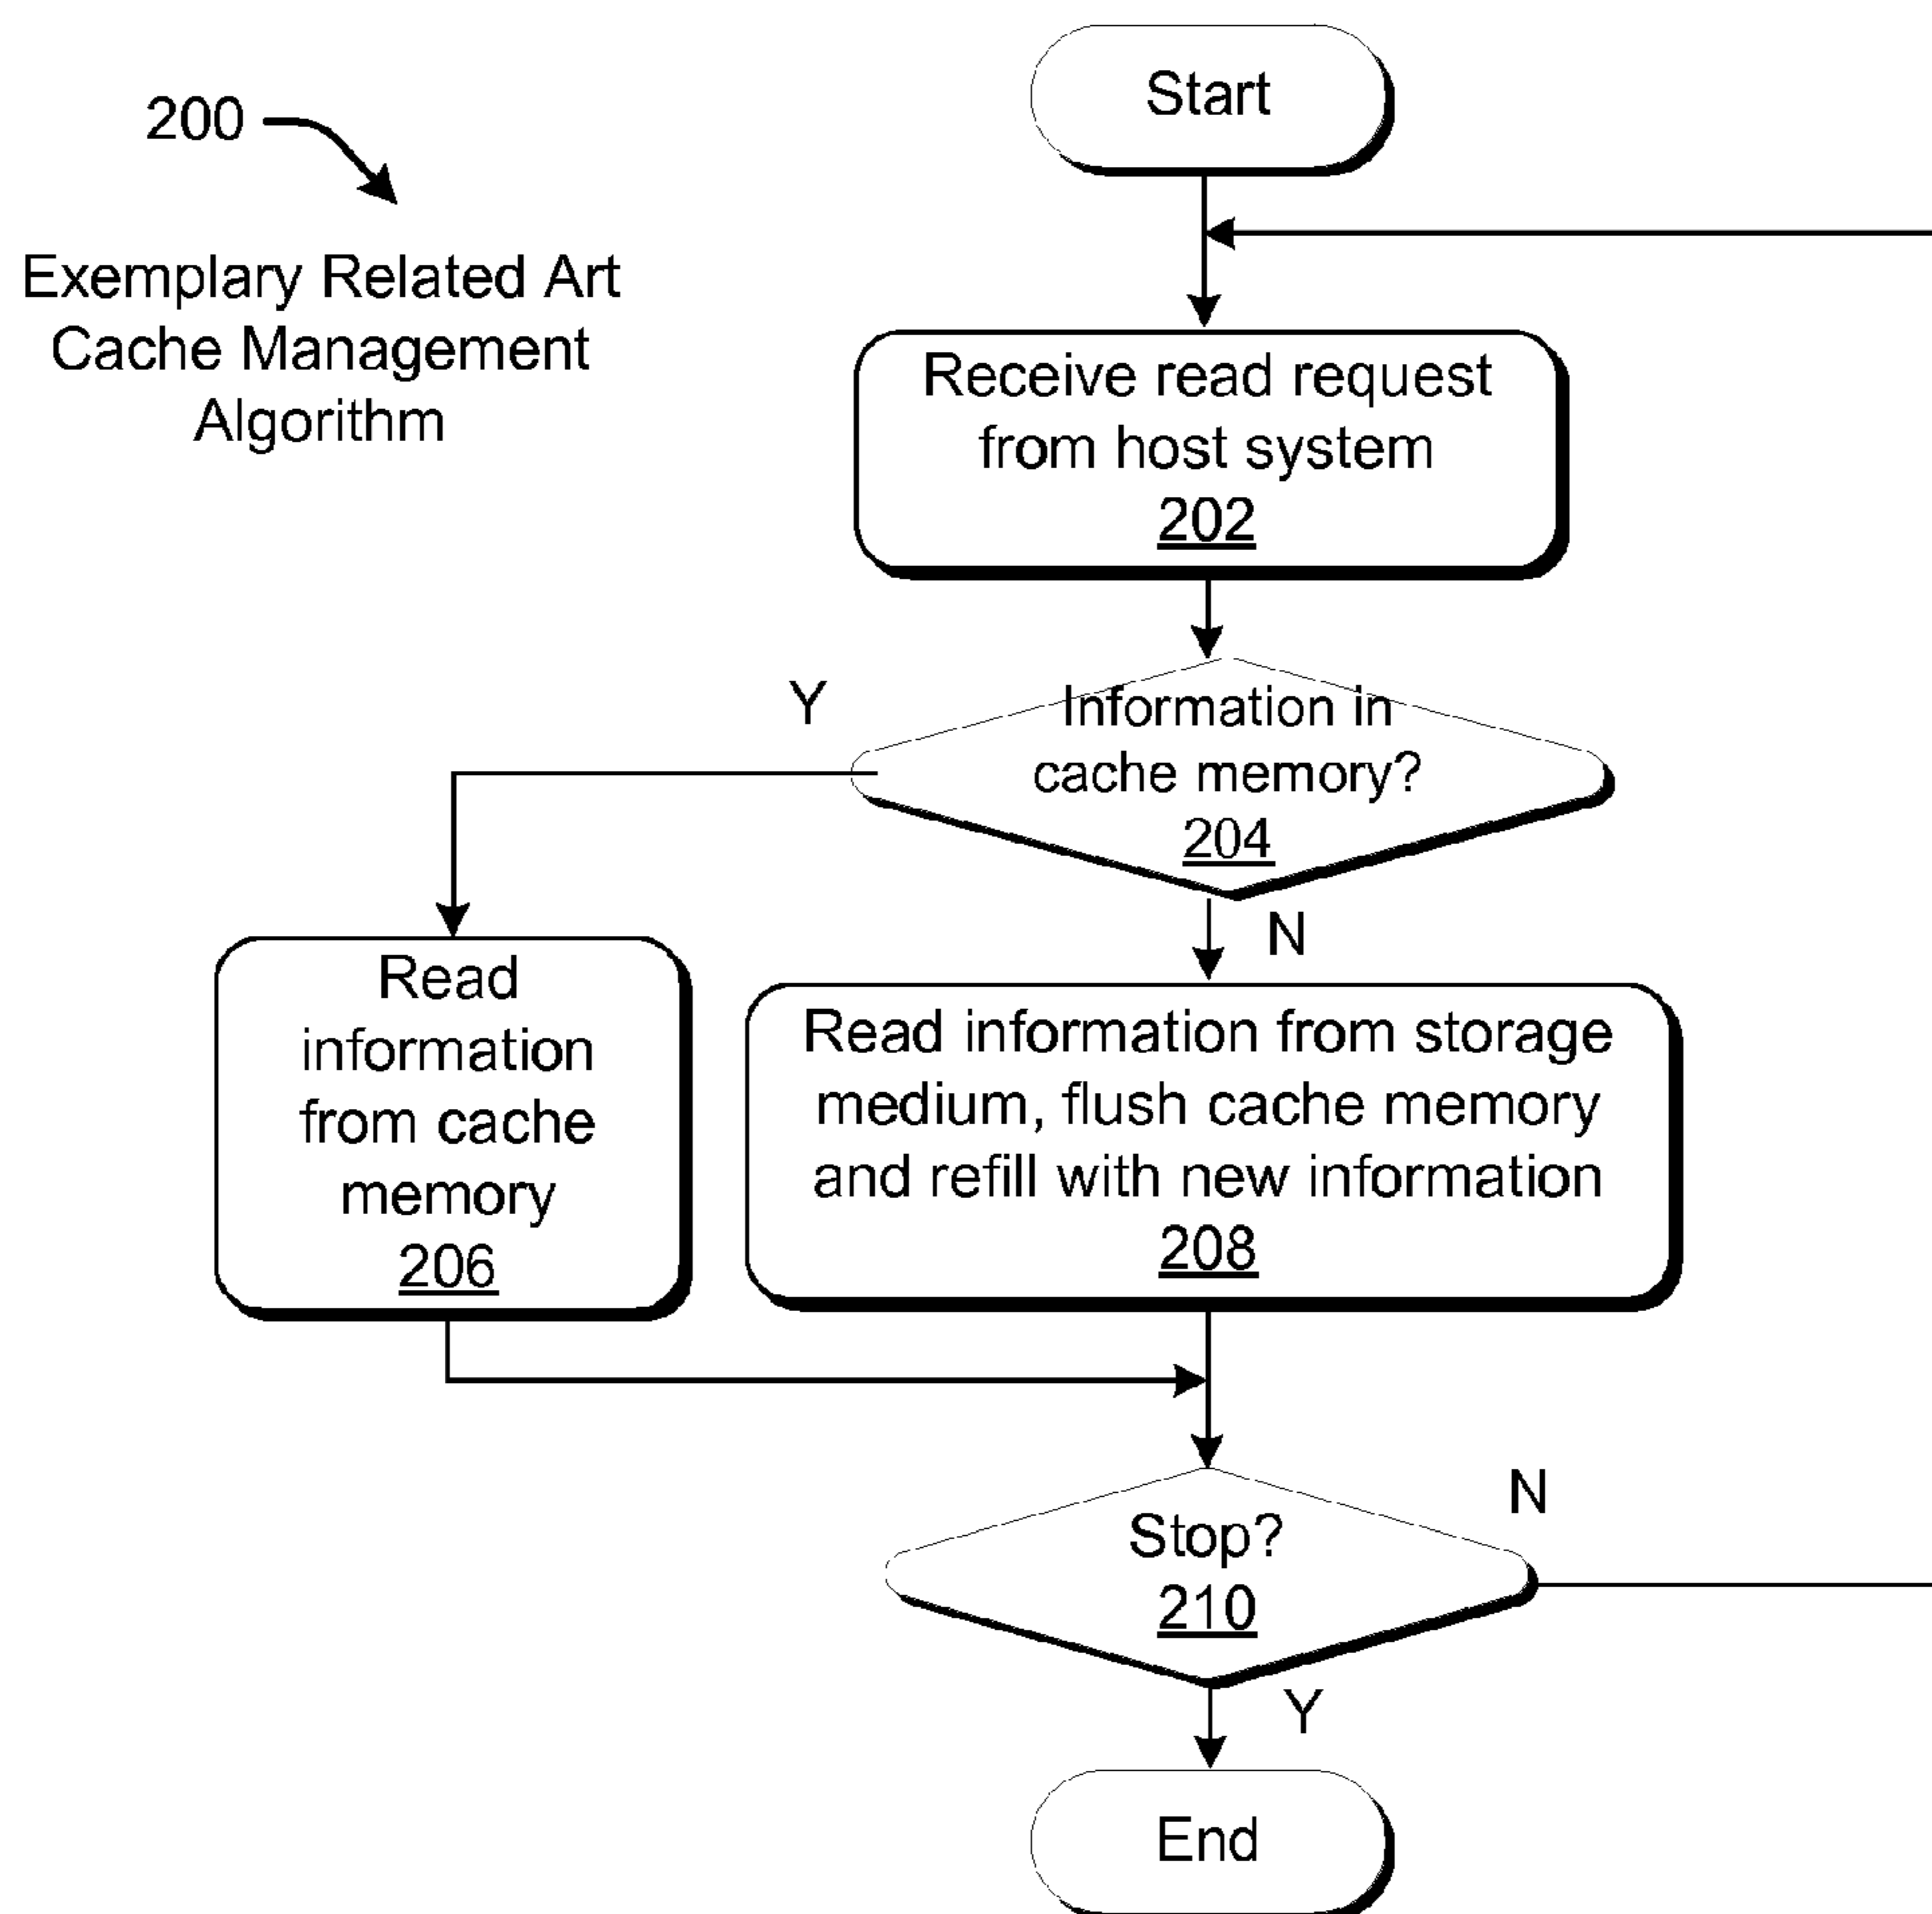 Start
200
Exemplary Related Art
Cache Management
Algorithm
Receive read request
from host system
202
Y
Information in
cache memory?
204
N
Read
information
from cache
memory
206
Read information from storage
medium, flush cache memory
and refill with new information
208
N
Stop?
210
Y
End